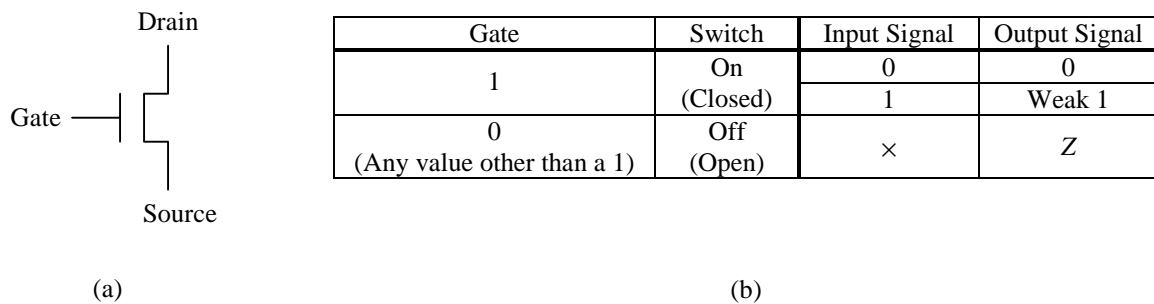 Drain
Gate
Source
(a)
Gate Switch Input Signal Output Signal
1 On (Closed) 0 0
1 Weak 1
0 (Any value other than a 1) Off (Open) × Z
(b)